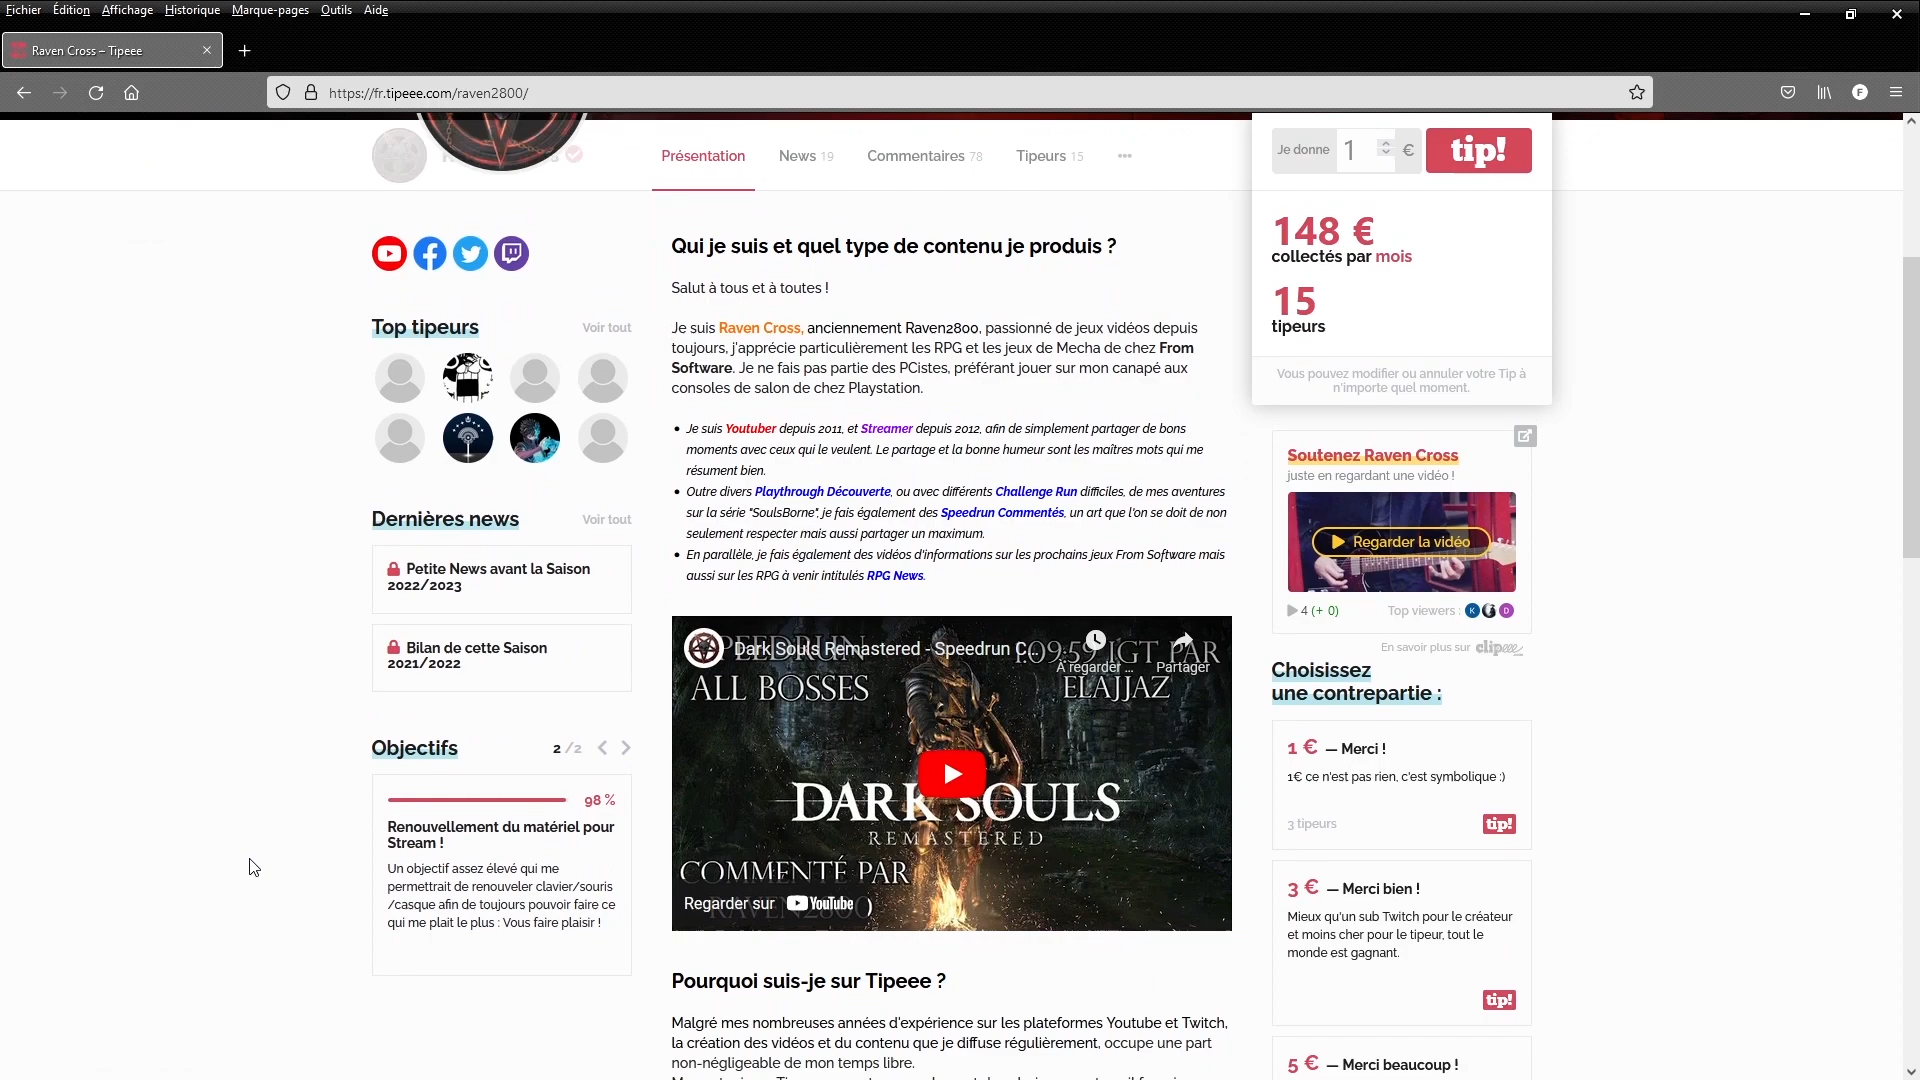 Fichier Édition Affichage Historique Marque-pages Outils Aide
Raven Cross – Tipeee
https://fr.tipeee.com/raven2800/
Présentation News 19 Commentaires 78 Tipeurs 15
Je donne 1 € tip!
148 €
collectés par mois
15
tipeurs
Vous pouvez modifier ou annuler votre Tip à
n'importe quel moment.
Top tipeurs Voir tout
Dernières news Voir tout
Petite News avant la Saison
2022/2023
Bilan de cette Saison
2021/2022
Objectifs 2 /2
98 %
Renouvellement du matériel pour
Stream !
Un objectif assez élevé qui me
permettrait de renouveler clavier/souris
/casque afin de toujours pouvoir faire ce
qui me plait le plus : Vous faire plaisir !
Qui je suis et quel type de contenu je produis ?
Salut à tous et à toutes !
Je suis Raven Cross, anciennement Raven2800, passionné de jeux vidéos depuis
toujours, j'apprécie particulièrement les RPG et les jeux de Mecha de chez From
Software. Je ne fais pas partie des PCistes, préférant jouer sur mon canapé aux
consoles de salon de chez Playstation.
Je suis Youtuber depuis 2011, et Streamer depuis 2012, afin de simplement partager de bons
moments avec ceux qui le veulent. Le partage et la bonne humeur sont les maîtres mots qui me
résument bien.
Outre divers Playthrough Découverte, ou avec différents Challenge Run difficiles, de mes aventures
sur la série "SoulsBorne", je fais également des Speedrun Commentés, un art que l'on se doit de non
seulement respecter mais aussi partager un maximum.
En parallèle, je fais également des vidéos d'informations sur les prochains jeux From Software mais
aussi sur les RPG à venir intitulés RPG News.
SPEEDRUN 1:09:59 IGT PAR
Dark Souls Remastered - Speedrun C...
À regarder ... Partager
ALL BOSSES ELAJJAZ
DARK SOULS
REMASTERED
COMMENTÉ PAR
Regarder sur YouTube
RAVEN2800
Pourquoi suis-je sur Tipeee ?
Malgré mes nombreuses années d'expérience sur les plateformes Youtube et Twitch,
la création des vidéos et du contenu que je diffuse régulièrement, occupe une part
non-négligeable de mon temps libre.
Soutenez Raven Cross
juste en regardant une vidéo !
Regarder la vidéo
4 (+ 0) Top viewers : K D
En savoir plus sur clipeee
Choisissez
une contrepartie :
1 € — Merci !
1€ ce n'est pas rien, c'est symbolique :)
3 tipeurs tip!
3 € — Merci bien !
Mieux qu'un sub Twitch pour le créateur
et moins cher pour le tipeur, tout le
monde est gagnant.
tip!
5 € — Merci beaucoup !